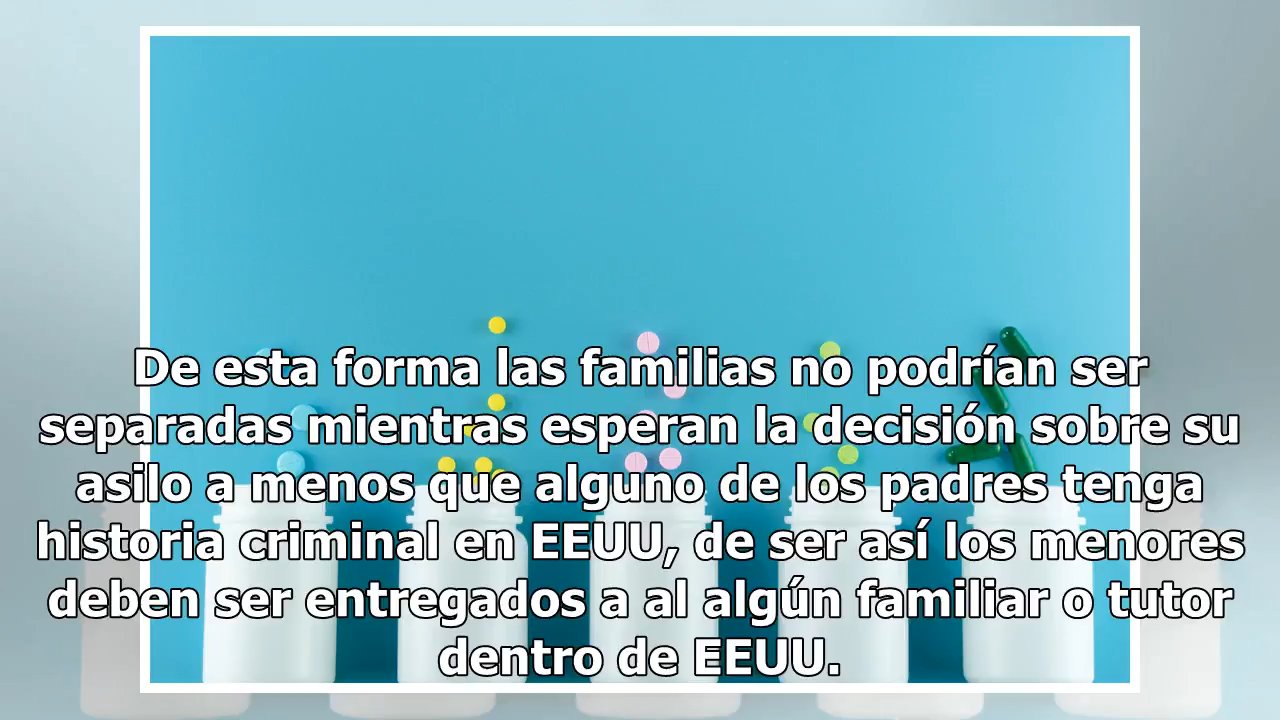 De esta forma las familias no podrían ser
separadas mientras esperan la decisión sobre su
asilo a menos que alguno de los padres tenga
historia criminal en EEUU, de ser así los menores
deben ser entregados a al algún familiar o tutor
dentro de EEUU.